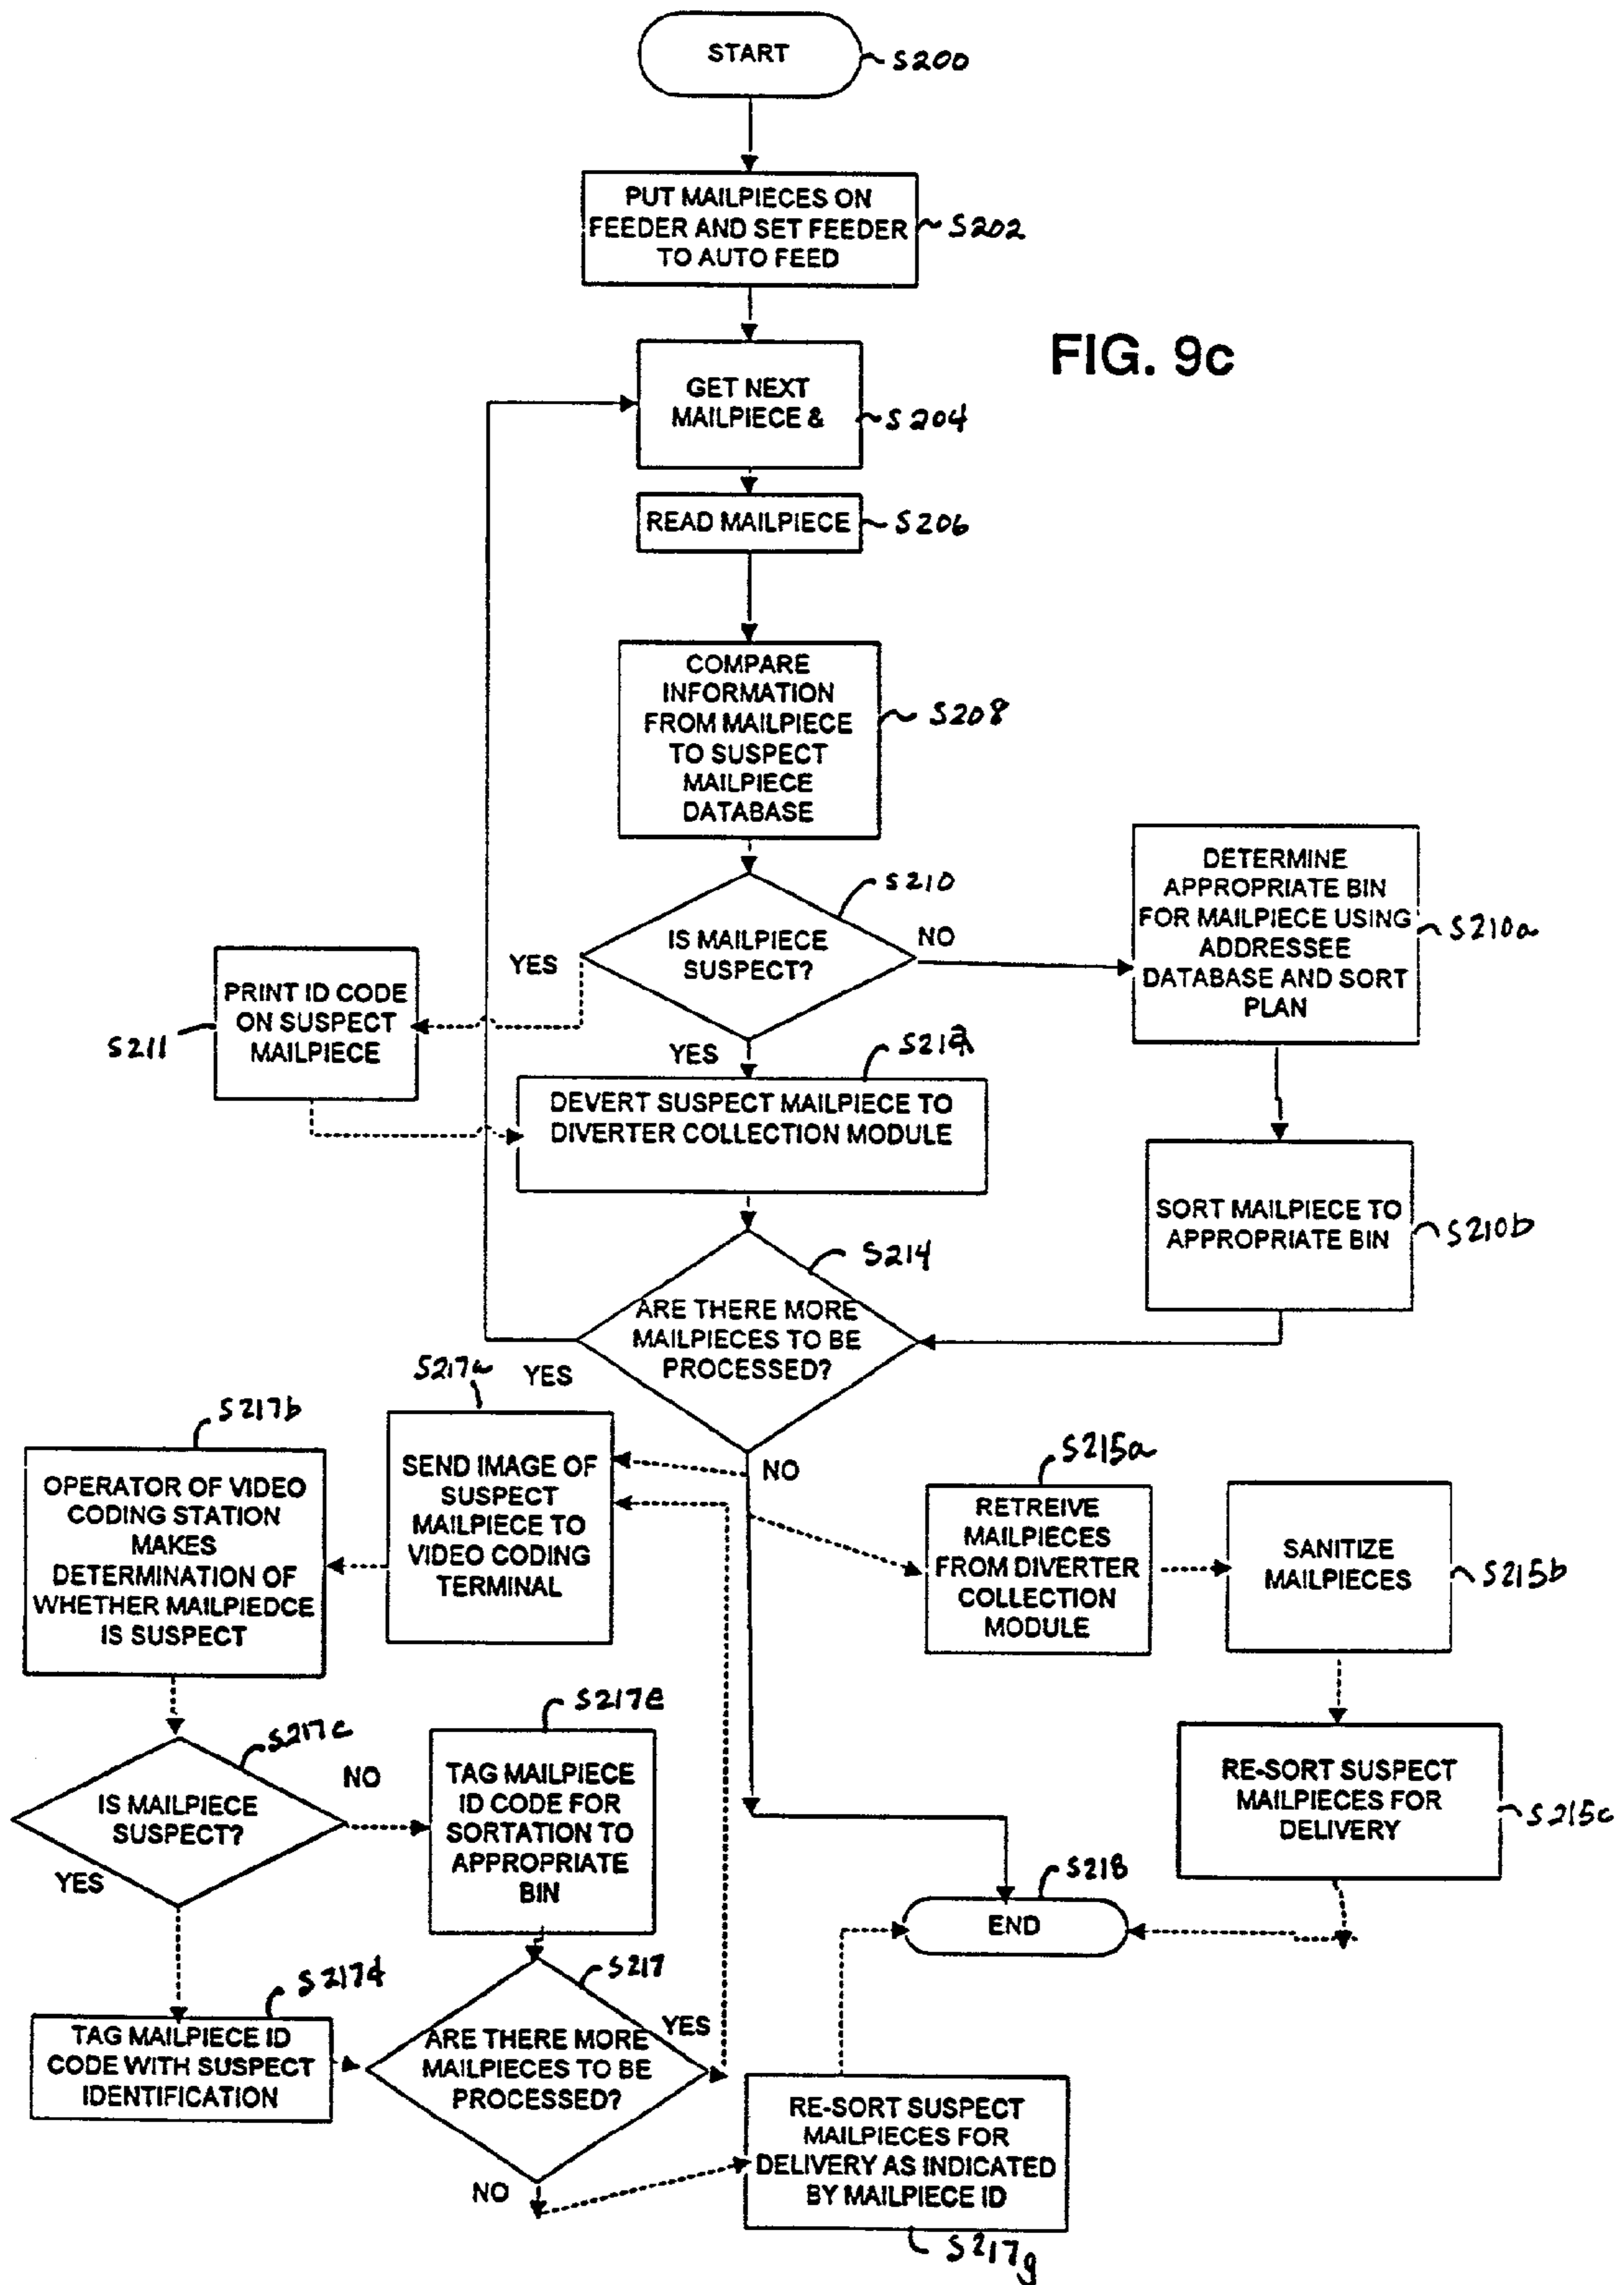 START
S200
PUT MAILPIECES ON
FEEDER AND SET FEEDER
TO AUTO FEED
S202
FIG. 9c
GET NEXT
MAILPIECE &
S204
READ MAILPIECE
S206
COMPARE
INFORMATION
FROM MAILPIECE
TO SUSPECT
MAILPIECE
DATABASE
S208
S210
IS MAILPIECE
SUSPECT?
NO
YES
YES
DETERMINE
APPROPRIATE BIN
FOR MAILPIECE USING
ADDRESSEE
DATABASE AND SORT
PLAN
S210a
PRINT ID CODE
ON SUSPECT
MAILPIECE
S211
DEVERT SUSPECT MAILPIECE TO
DIVERTER COLLECTION MODULE
SORT MAILPIECE TO
APPROPRIATE BIN
S210b
S214
ARE THERE MORE
MAILPIECES TO BE
PROCESSED?
YES
NO
S217a
SEND IMAGE OF
SUSPECT
MAILPIECE TO
VIDEO CODING
TERMINAL
S217b
OPERATOR OF VIDEO
CODING STATION
MAKES
DETERMINATION OF
WHETHER MAILPIEDCE
IS SUSPECT
S215a
RETREIVE
MAILPIECES
FROM DIVERTER
COLLECTION
MODULE
SANITIZE
MAILPIECES
S215b
RE-SORT SUSPECT
MAILPIECES FOR
DELIVERY
S215c
S217c
IS MAILPIECE
SUSPECT?
NO
YES
S217e
TAG MAILPIECE
ID CODE FOR
SORTATION TO
APPROPRIATE
BIN
S218
END
S217d
TAG MAILPIECE ID
CODE WITH SUSPECT
IDENTIFICATION
S217
ARE THERE MORE
MAILPIECES TO BE
PROCESSED?
YES
NO
RE-SORT SUSPECT
MAILPIECES FOR
DELIVERY AS INDICATED
BY MAILPIECE ID
S217g